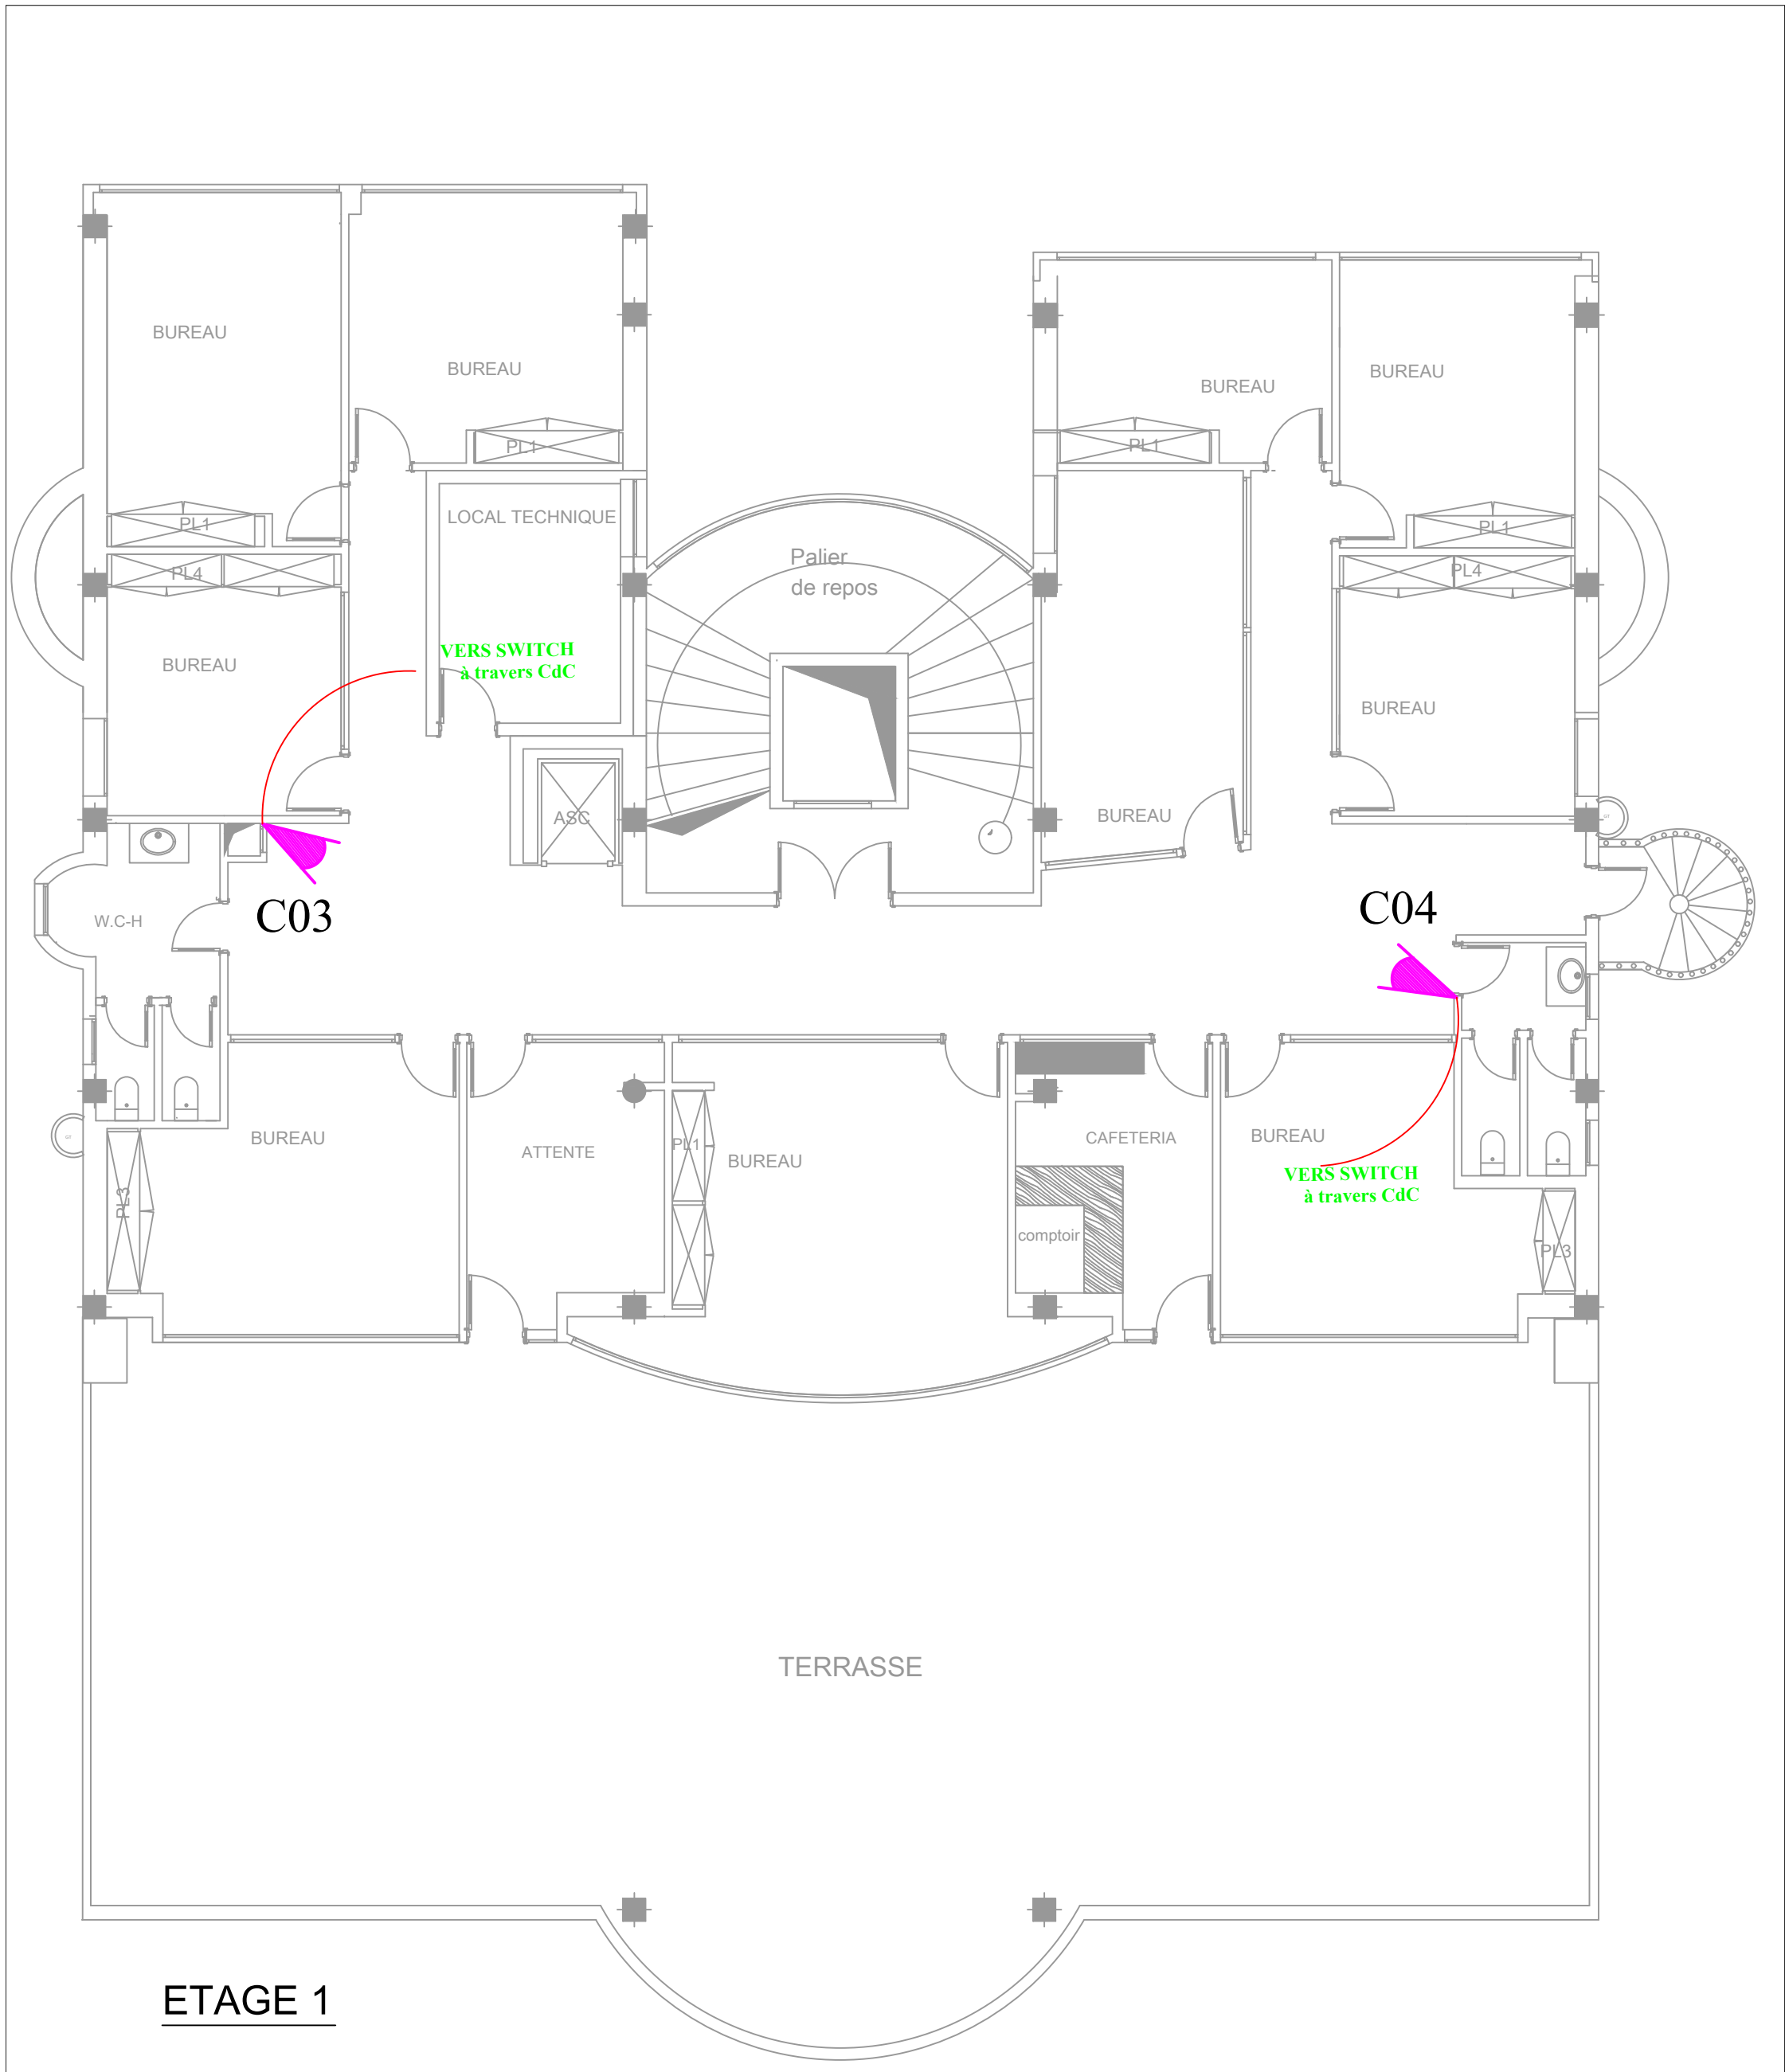 BUREAU
BUREAU
BUREAU
BUREAU
PL1
PL1
PL1
PL1
LOCAL TECHNIQUE
Palier
de repos
PL4
PL4
VERS SWITCH
à travers CdC
BUREAU
BUREAU
ASC
BUREAU
C03
C04
W.C-H
BUREAU
ATTENTE
PL1
BUREAU
CAFETERIA
BUREAU
VERS SWITCH
à travers CdC
PL3
comptoir
PL3
TERRASSE
ETAGE 1